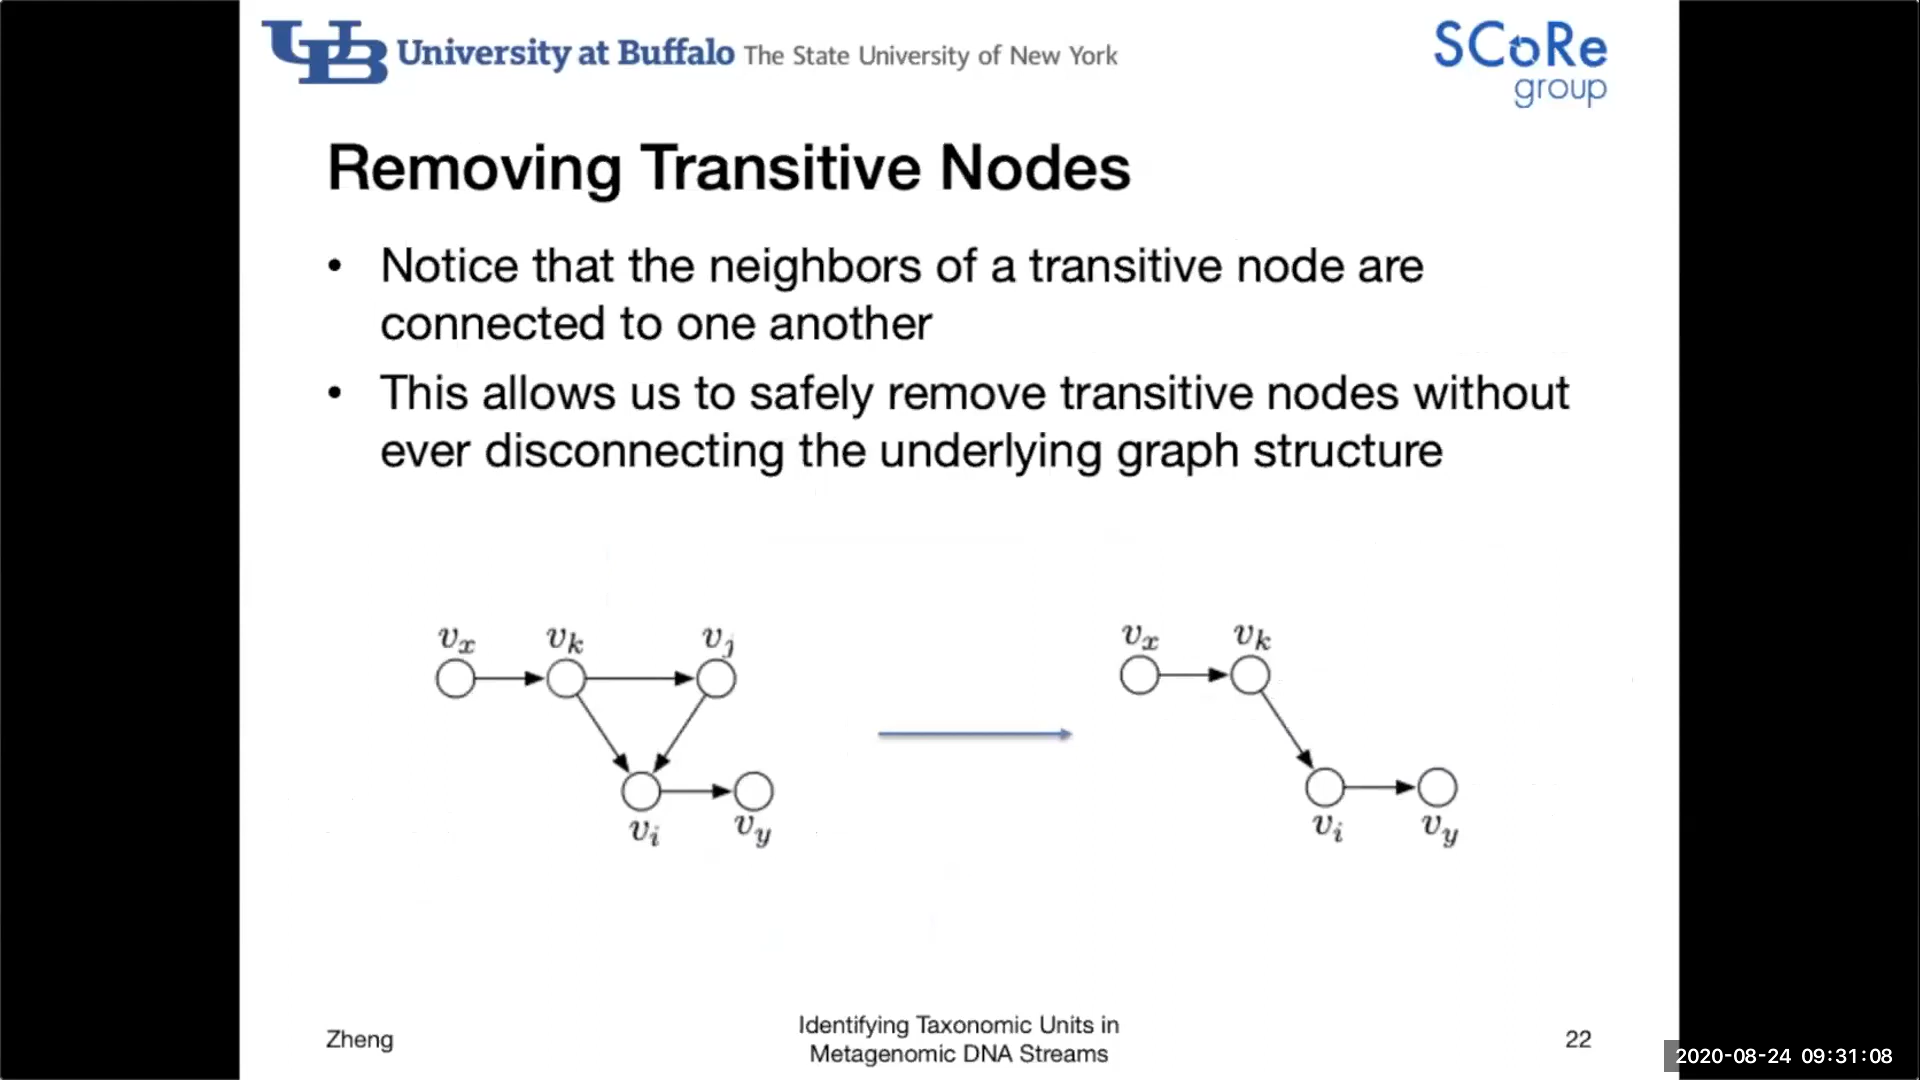 UB University at Buffalo The State University of New York
SCoRe
group
Removing Transitive Nodes
• Notice that the neighbors of a transitive node are
connected to one another
• This allows us to safely remove transitive nodes without
ever disconnecting the underlying graph structure
vx vk vj
vi vy
vx vk
vi vy
Zheng
Identifying Taxonomic Units in
Metagenomic DNA Streams
22
2020-08-24 09:31:08